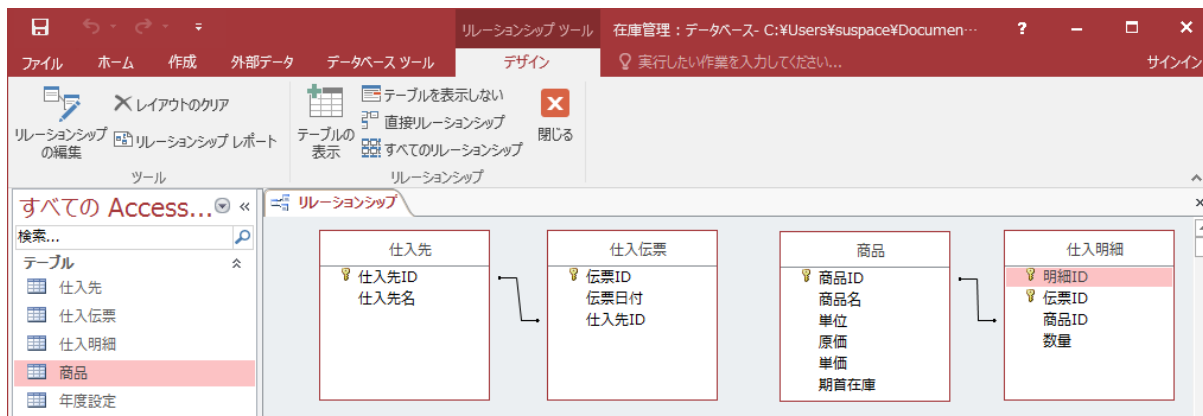 リレーションシップ ツール
在庫管理：データベース- C:¥Users¥suspace¥Documen…
?
ファイル
ホーム
作成
外部データ
データベース ツール
デザイン
実行したい作業を入力してください...
サインイン
リレーションシップ
の編集
レイアウトのクリア
リレーションシップ レポート
ツール
テーブルの
表示
テーブルを表示しない
直接リレーションシップ
すべてのリレーションシップ
閉じる
リレーションシップ
すべての Access...
検索...
テーブル
仕入先
仕入伝票
仕入明細
商品
年度設定
リレーションシップ
仕入先
仕入先ID
仕入先名
仕入伝票
伝票ID
伝票日付
仕入先ID
商品
商品ID
商品名
単位
原価
単価
期首在庫
仕入明細
明細ID
伝票ID
商品ID
数量